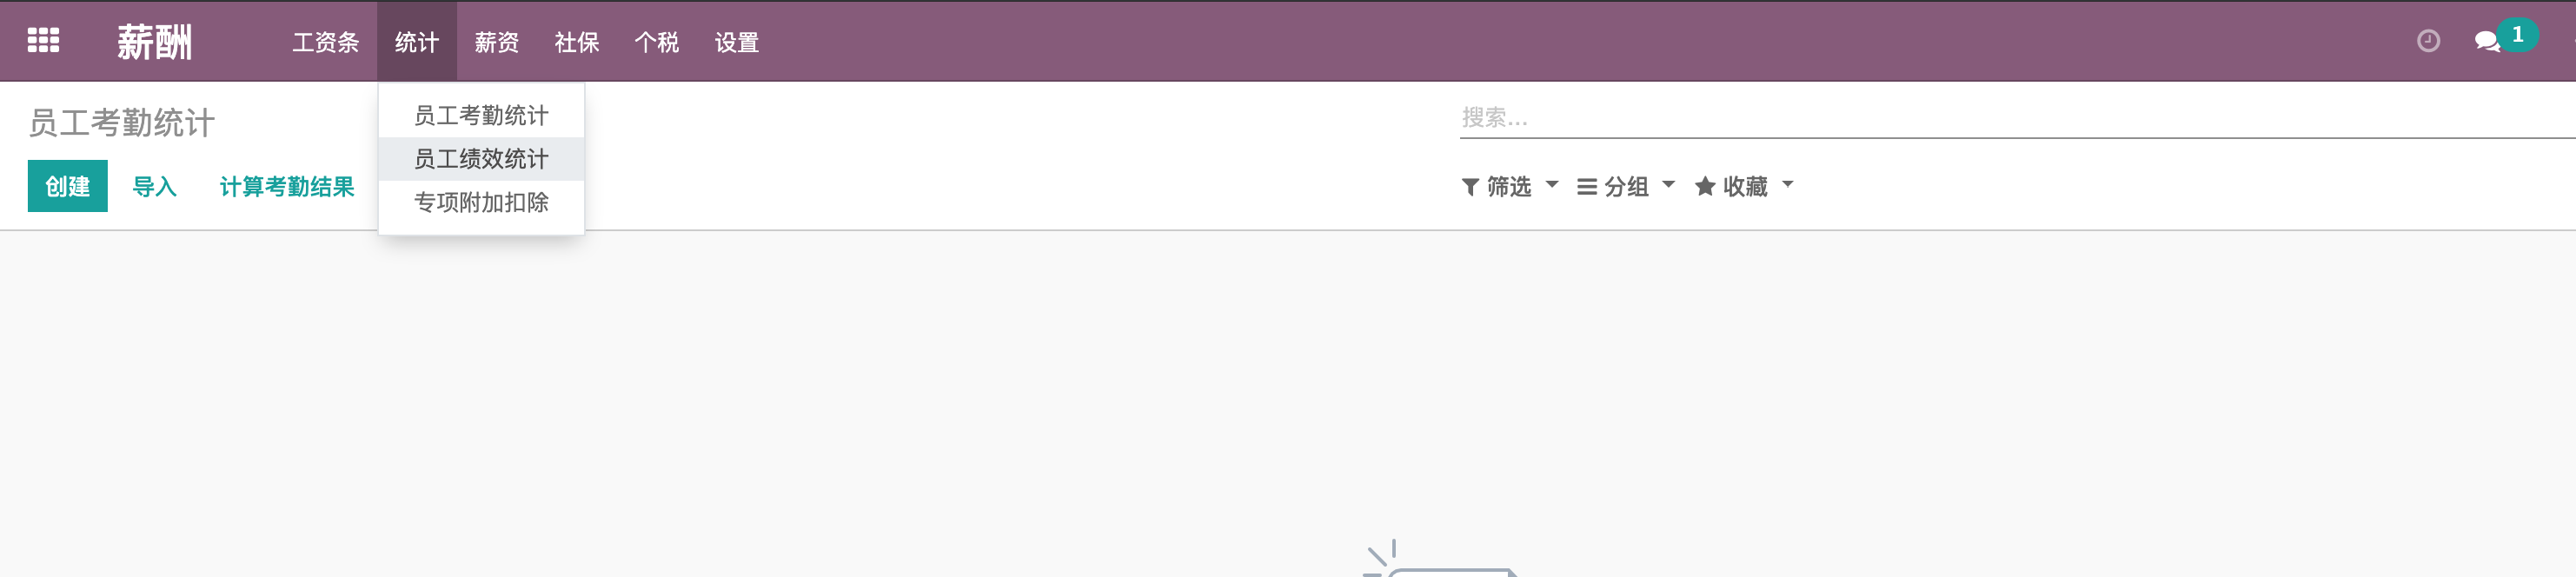 薪酬 工资条 统计 薪资 社保 个税 设置 1
员工考勤统计
员工考勤统计
员工绩效统计
专项附加扣除
搜索...
创建 导入 计算考勤结果
筛选 分组 收藏